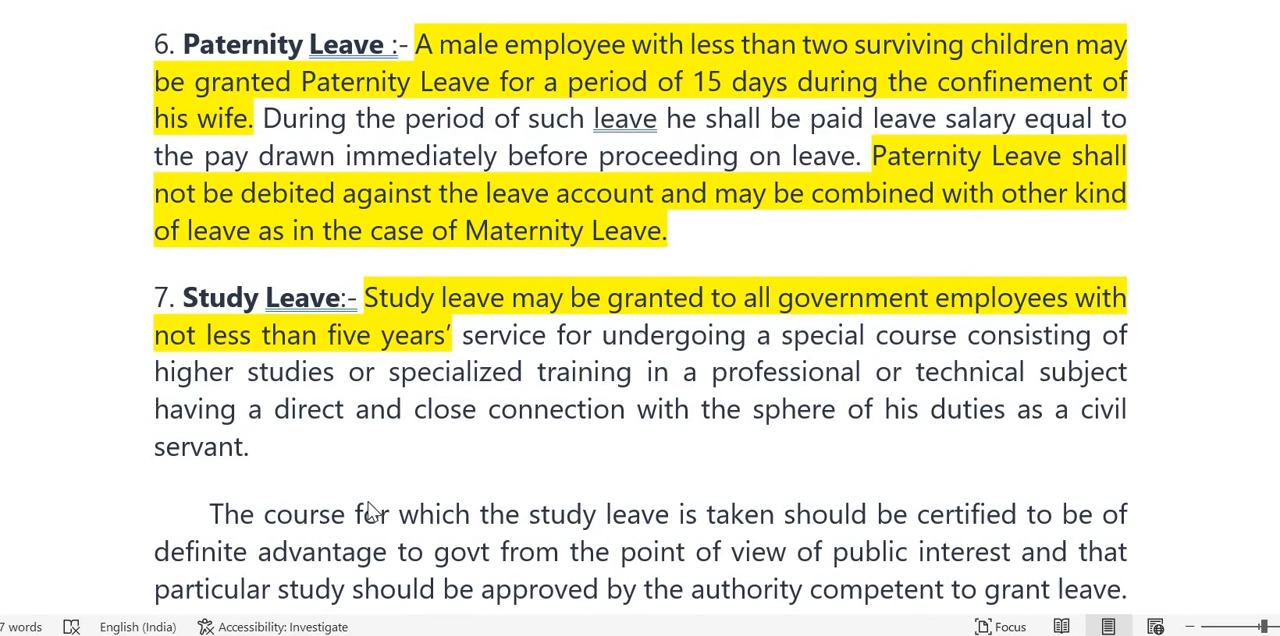 6. Paternity Leave :- A male employee with less than two surviving children may
be granted Paternity Leave for a period of 15 days during the confinement of
his wife. During the period of such leave he shall be paid leave salary equal to
the pay drawn immediately before proceeding on leave. Paternity Leave shall
not be debited against the leave account and may be combined with other kind
of leave as in the case of Maternity Leave.
7. Study Leave:- Study leave may be granted to all government employees with
not less than five years’ service for undergoing a special course consisting of
higher studies or specialized training in a professional or technical subject
having a direct and close connection with the sphere of his duties as a civil
servant.
The course for which the study leave is taken should be certified to be of
definite advantage to govt from the point of view of public interest and that
particular study should be approved by the authority competent to grant leave.
7 words English (India) Accessibility: Investigate Focus